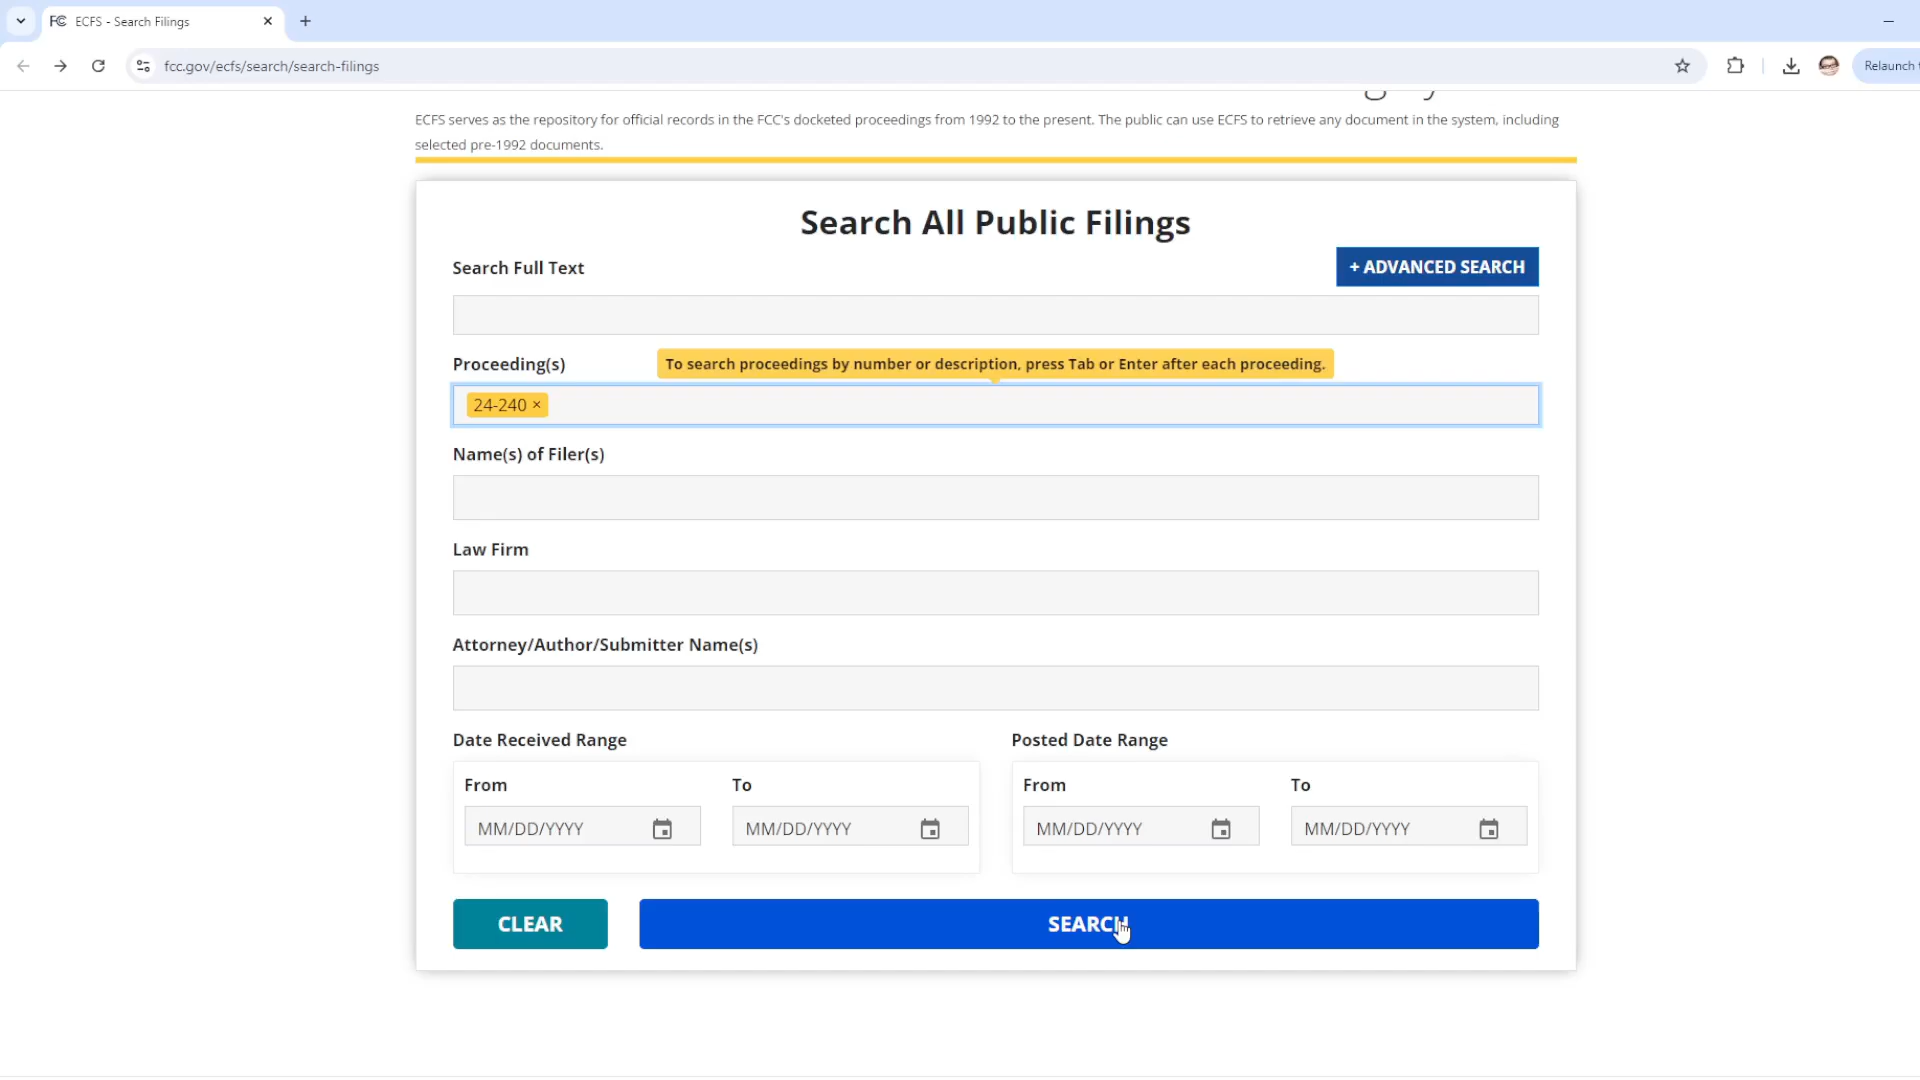 FC ECFS - Search Filings
fcc.gov/ecfs/search/search-filings
Relaunch
ECFS serves as the repository for official records in the FCC's docketed proceedings from 1992 to the present. The public can use ECFS to retrieve any document in the system, including
selected pre-1992 documents.
Search All Public Filings
Search Full Text
+ ADVANCED SEARCH
Proceeding(s)
To search proceedings by number or description, press Tab or Enter after each proceeding.
24-240 ×
Name(s) of Filer(s)
Law Firm
Attorney/Author/Submitter Name(s)
Date Received Range
Posted Date Range
From To From To
MM/DD/YYYY MM/DD/YYYY MM/DD/YYYY MM/DD/YYYY
CLEAR SEARCH